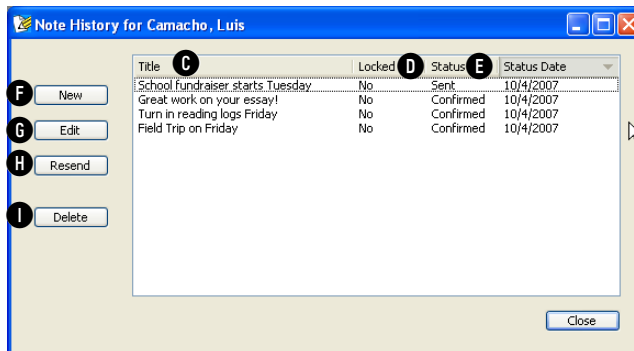 Note History for Camacho, Luis
Title C Locked D Status E Status Date
School fundraiser starts Tuesday No Sent 10/4/2007
Great work on your essay! No Confirmed 10/4/2007
Turn in reading logs Friday No Confirmed 10/4/2007
Field Trip on Friday No Confirmed 10/4/2007
F New
G Edit
H Resend
I Delete
Close